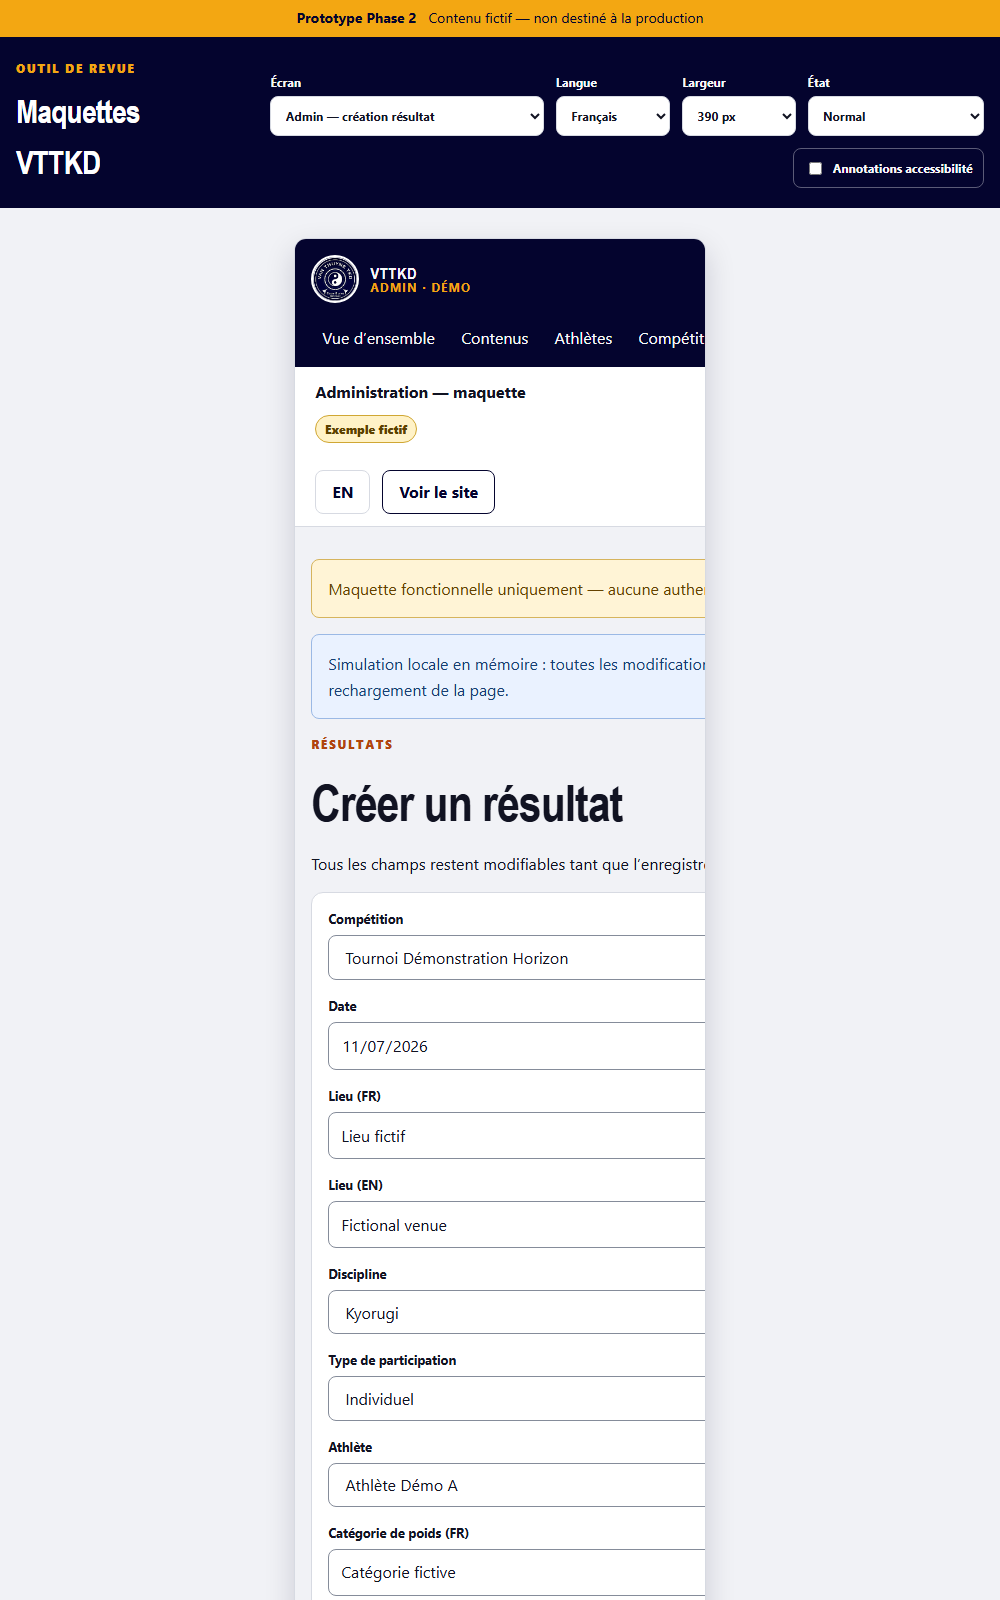 Prototype Phase 2 Contenu fictif — non destiné à la production
OUTIL DE REVUE
Maquettes
VTTKD
Écran
Admin — création résultat
Langue
Français
Largeur
390 px
État
Normal
Annotations accessibilité
VTTKD
ADMIN · DÉMO
Vue d’ensemble Contenus Athlètes Compétit
Administration — maquette
Exemple fictif
EN
Voir le site
Maquette fonctionnelle uniquement — aucune authe
Simulation locale en mémoire : toutes les modification
rechargement de la page.
RÉSULTATS
Créer un résultat
Tous les champs restent modifiables tant que l’enregistr
Compétition
Tournoi Démonstration Horizon
Date
11/07/2026
Lieu (FR)
Lieu fictif
Lieu (EN)
Fictional venue
Discipline
Kyorugi
Type de participation
Individuel
Athlète
Athlète Démo A
Catégorie de poids (FR)
Catégorie fictive